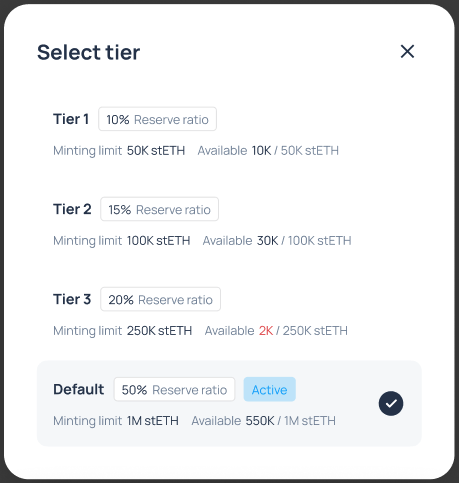 Select tier
Tier 1 10% Reserve ratio
Minting limit 50K stETH Available 10K / 50K stETH
Tier 2 15% Reserve ratio
Minting limit 100K stETH Available 30K / 100K stETH
Tier 3 20% Reserve ratio
Minting limit 250K stETH Available 2K / 250K stETH
Default 50% Reserve ratio Active
Minting limit 1M stETH Available 550K / 1M stETH